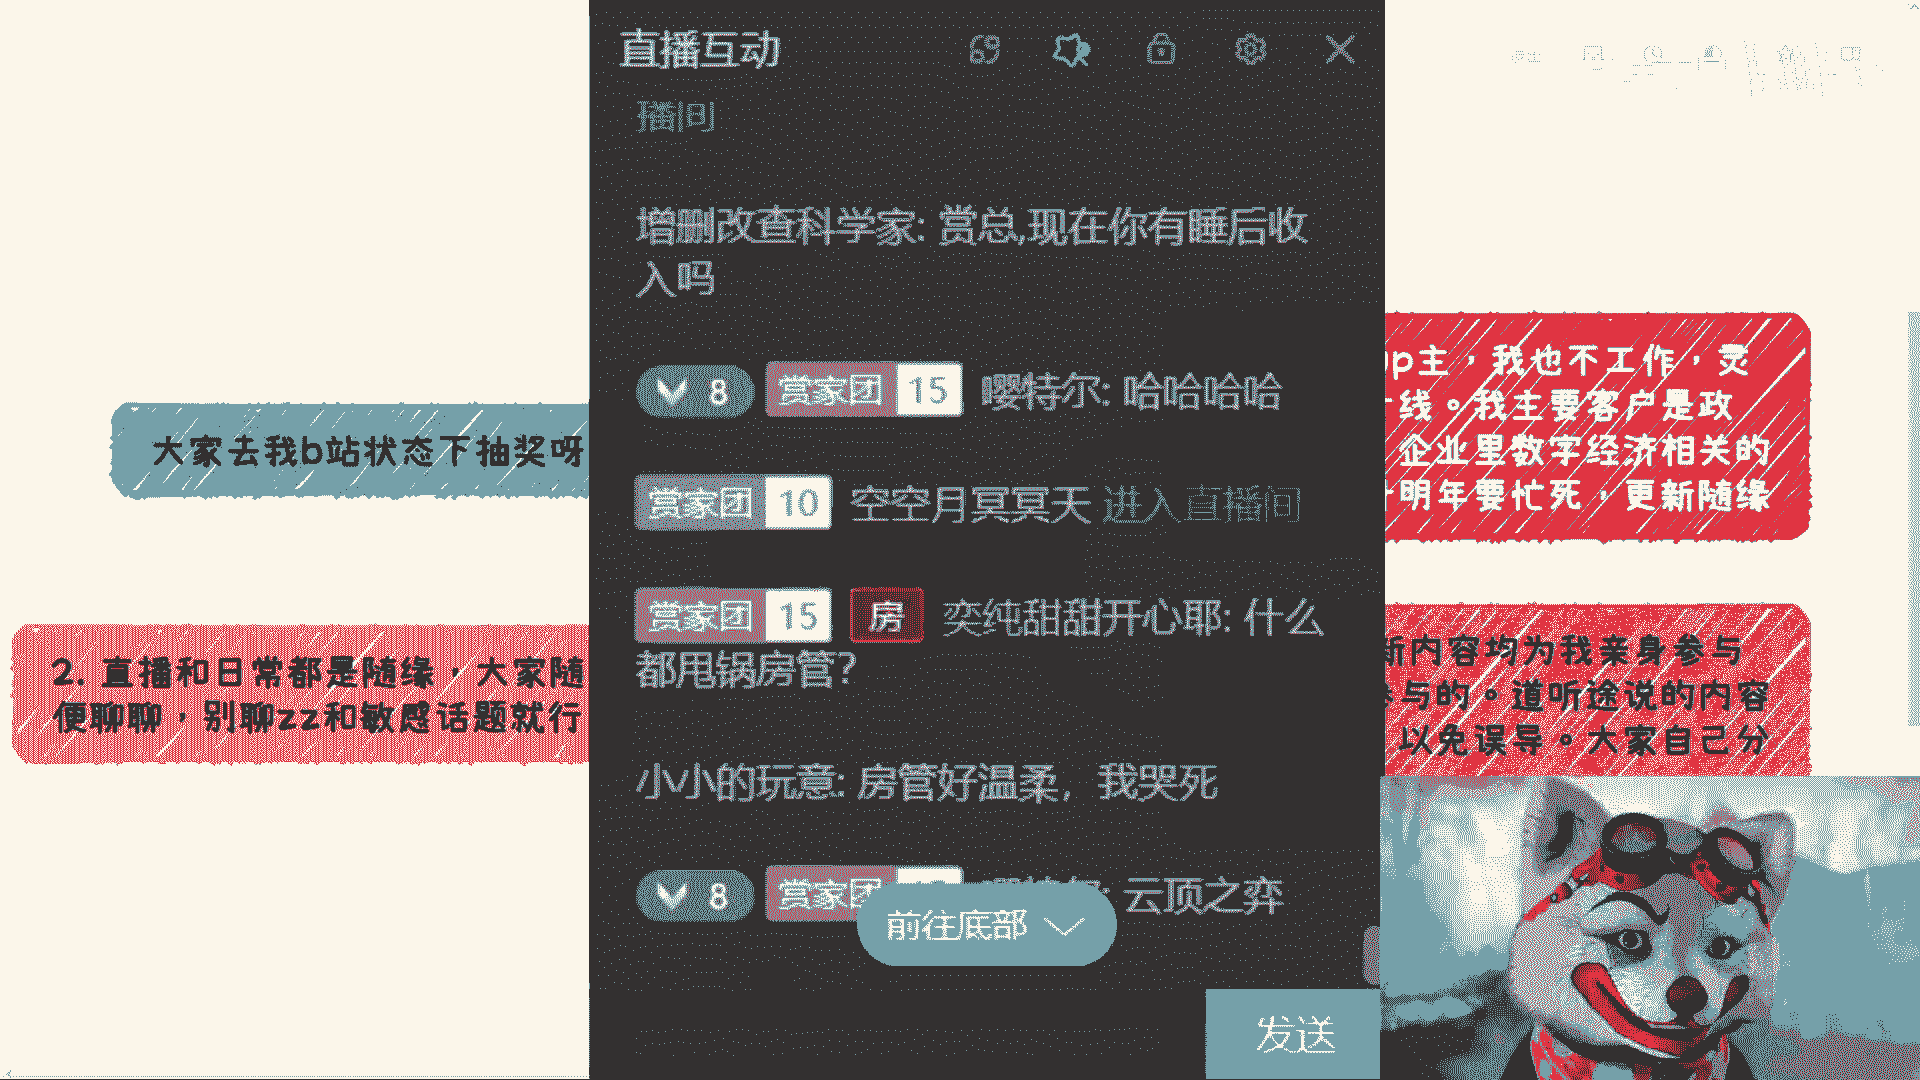 直播互动
播间
增删改查科学家: 赏总,现在你有睡后收
入吗
8 赏家团 15 嘤特尔: 哈哈哈哈
赏家团 10 空空月冥冥天 进入直播间
赏家团 15 房 奕纯甜甜开心耶: 什么
都甩锅房管?
小小的玩意: 房管好温柔，我哭死
8 赏家团 云顶之弈
前往底部
发送
大家去我b站状态下抽奖呀
2. 直播和日常都是随缘，大家随
便聊聊，别聊zz和敏感话题就行
p主，我也不工作，灵
线。我主要客户是政
企业里数字经济相关的
明年要忙死，更新随缘
新内容均为我亲身参与
参与的。道听途说的内容
以免误导。大家自己分